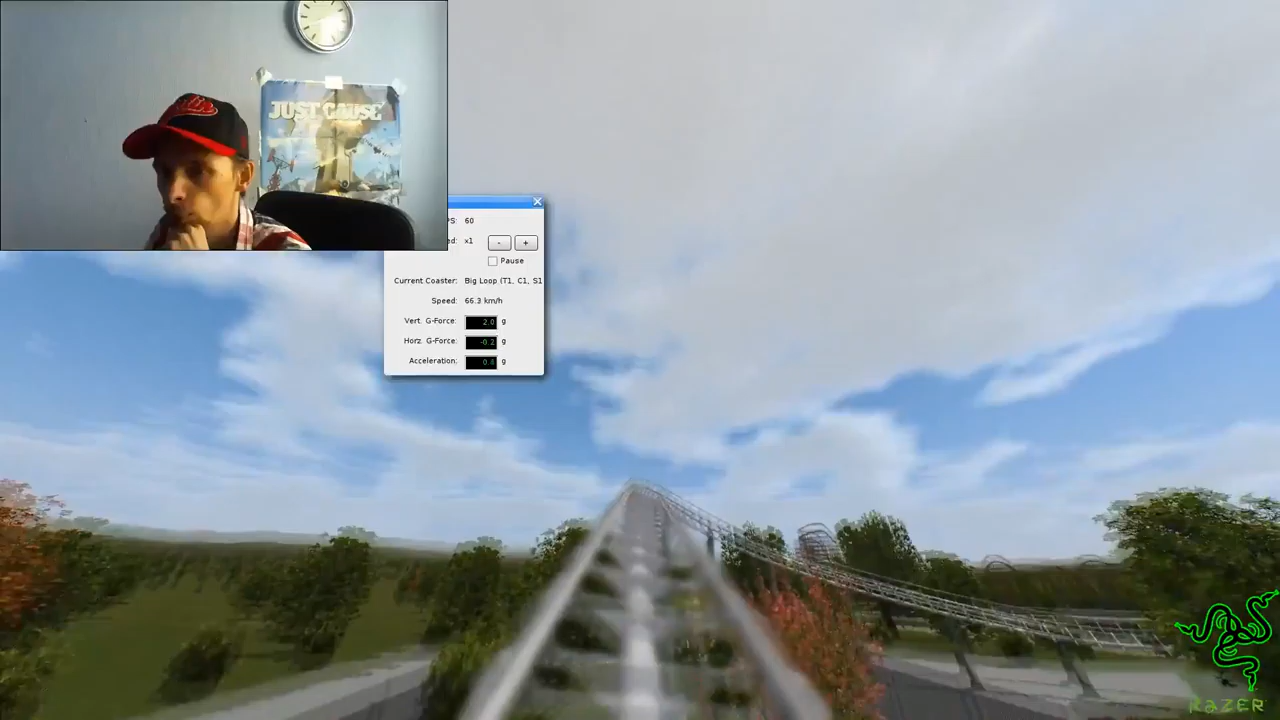 JUST CAUSE
PS: 60
ed: x1 - +
Pause
Current Coaster: Big Loop (T1, C1, S1
Speed: 66.3 km/h
Vert. G-Force: 2.0 g
Horz. G-Force: -0.2 g
Acceleration: g
RAZER